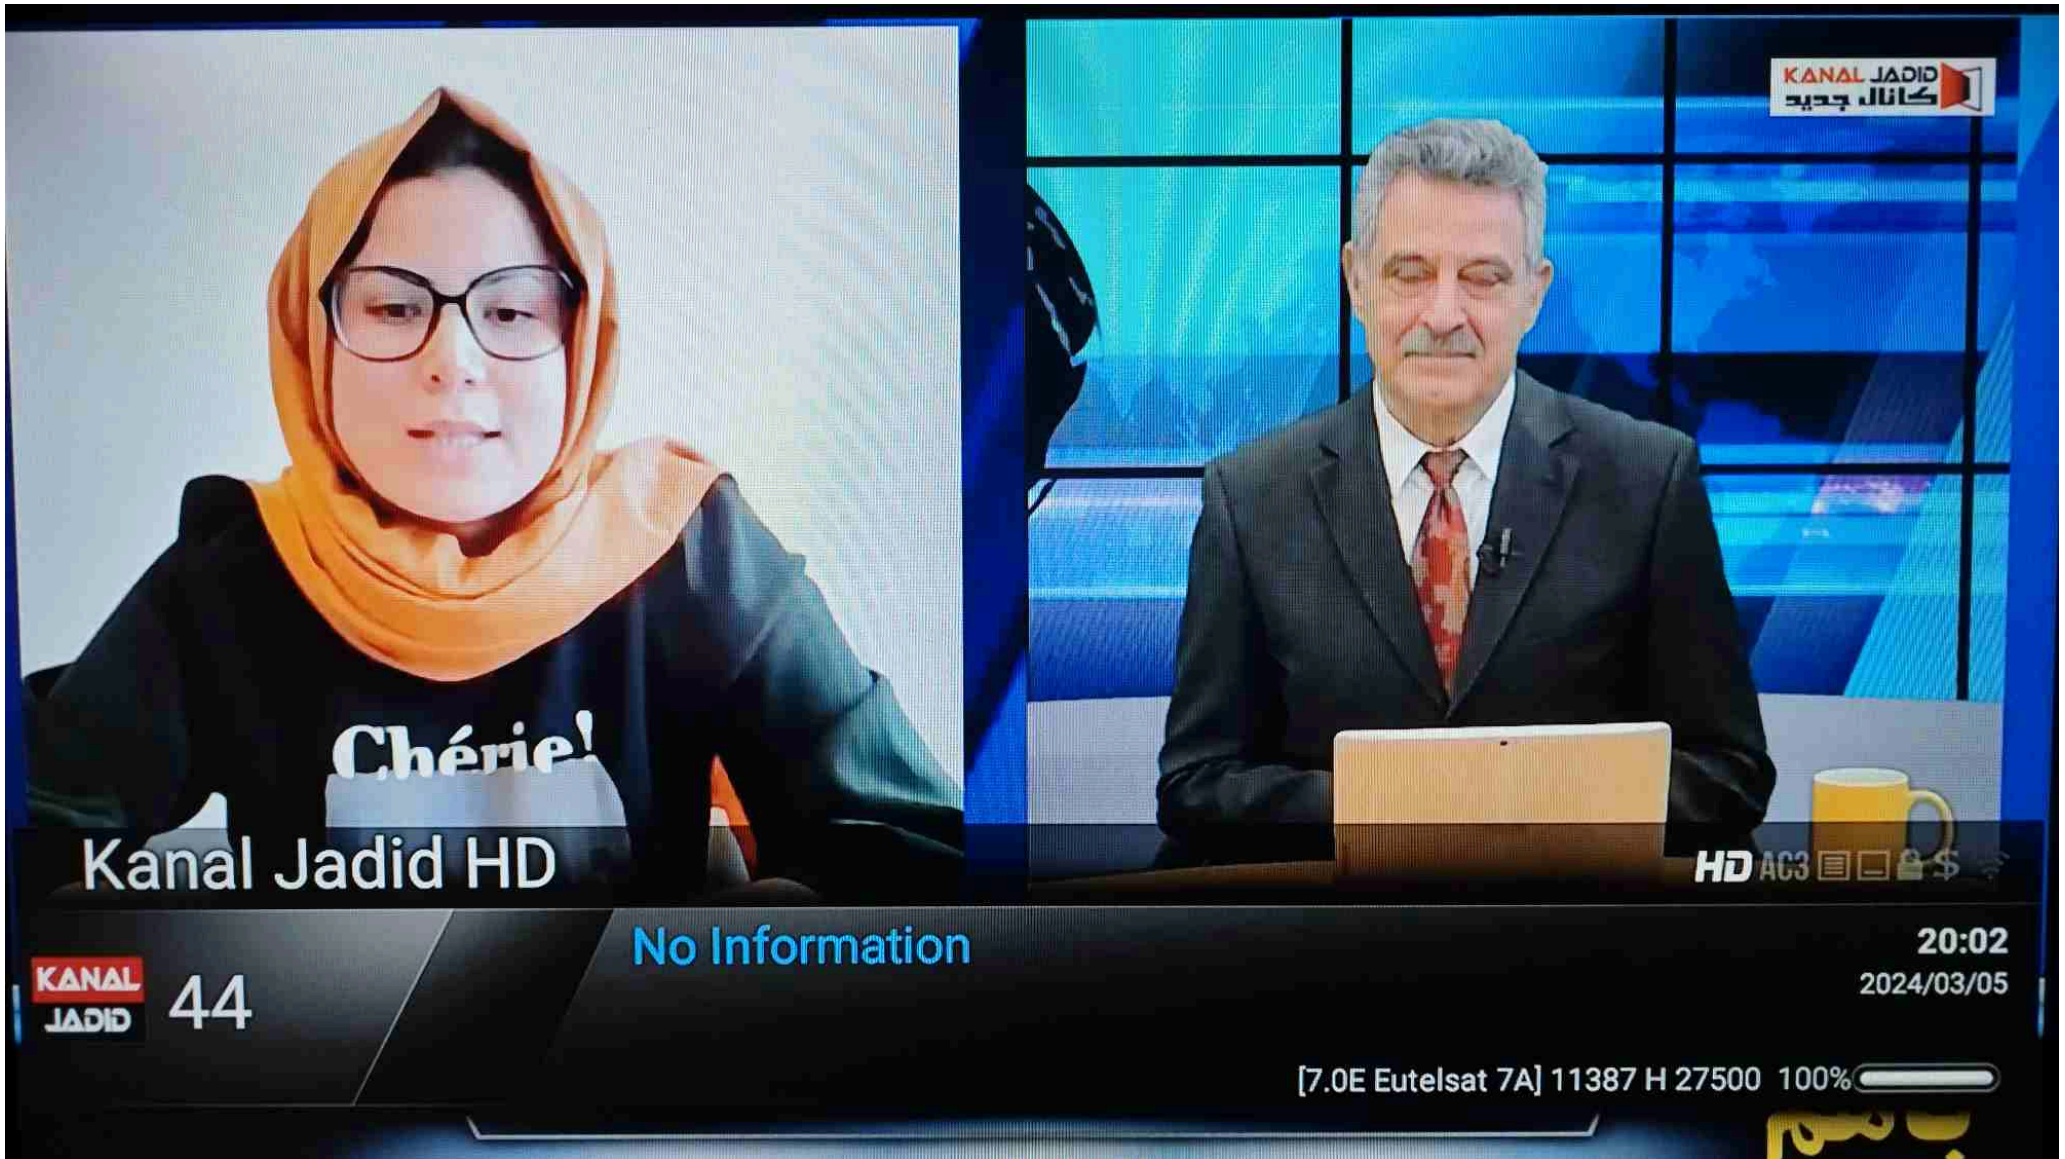 KANAL JADID
کانال جدید
Chérie!
Kanal Jadid HD
HD AC3 $
No Information
20:02
KANAL
JADID
44
2024/03/05
[7.0E Eutelsat 7A] 11387 H 27500 100%